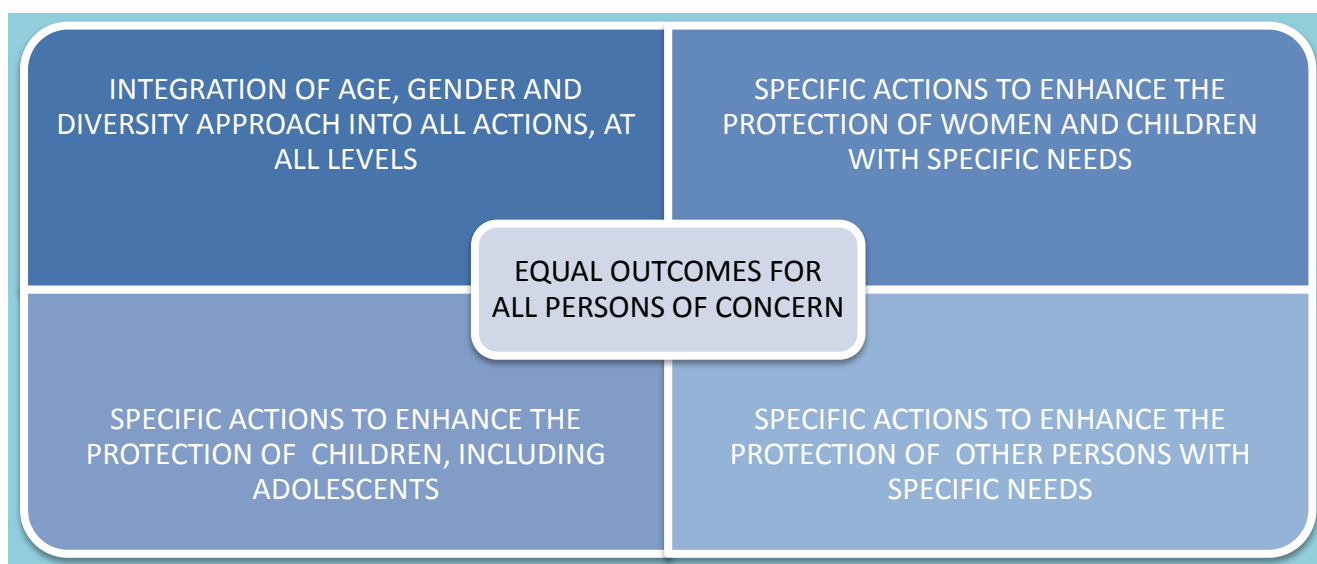 INTEGRATION OF AGE, GENDER AND
DIVERSITY APPROACH INTO ALL ACTIONS, AT
ALL LEVELS
SPECIFIC ACTIONS TO ENHANCE THE
PROTECTION OF WOMEN AND CHILDREN
WITH SPECIFIC NEEDS
EQUAL OUTCOMES FOR
ALL PERSONS OF CONCERN
SPECIFIC ACTIONS TO ENHANCE THE
PROTECTION OF  CHILDREN, INCLUDING
ADOLESCENTS
SPECIFIC ACTIONS TO ENHANCE THE
PROTECTION OF  OTHER PERSONS WITH
SPECIFIC NEEDS